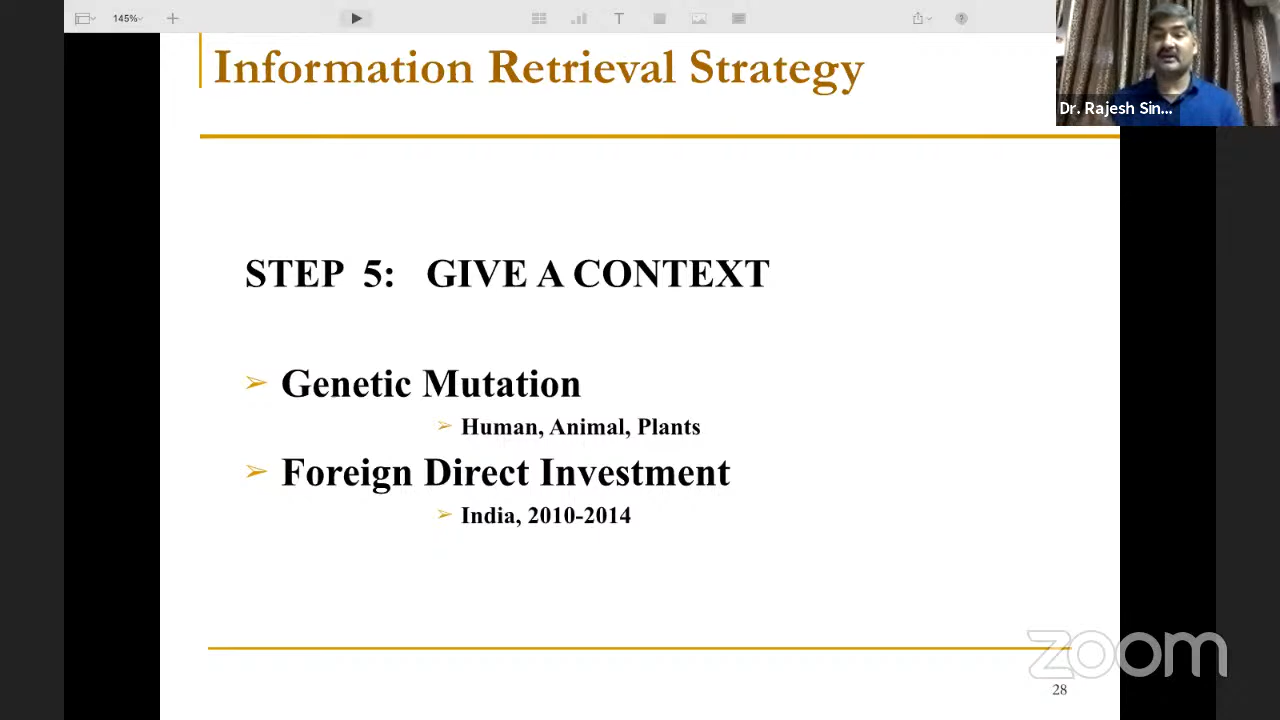 145%
T
?
Information Retrieval Strategy
Dr. Rajesh Sin...
STEP 5: GIVE A CONTEXT
➢ Genetic Mutation
➢ Human, Animal, Plants
➢ Foreign Direct Investment
➢ India, 2010-2014
zoom
28